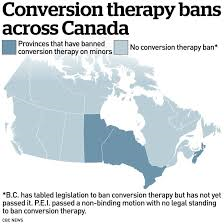 Conversion therapy bans
across Canada
Provinces that have banned
conversion therapy on minors
No conversion therapy ban*
*B.C. has tabled legislation to ban conversion therapy but has not yet
passed it. P.E.I. passed a non-binding motion with no legal standing
to ban conversion therapy.
CBC NEWS